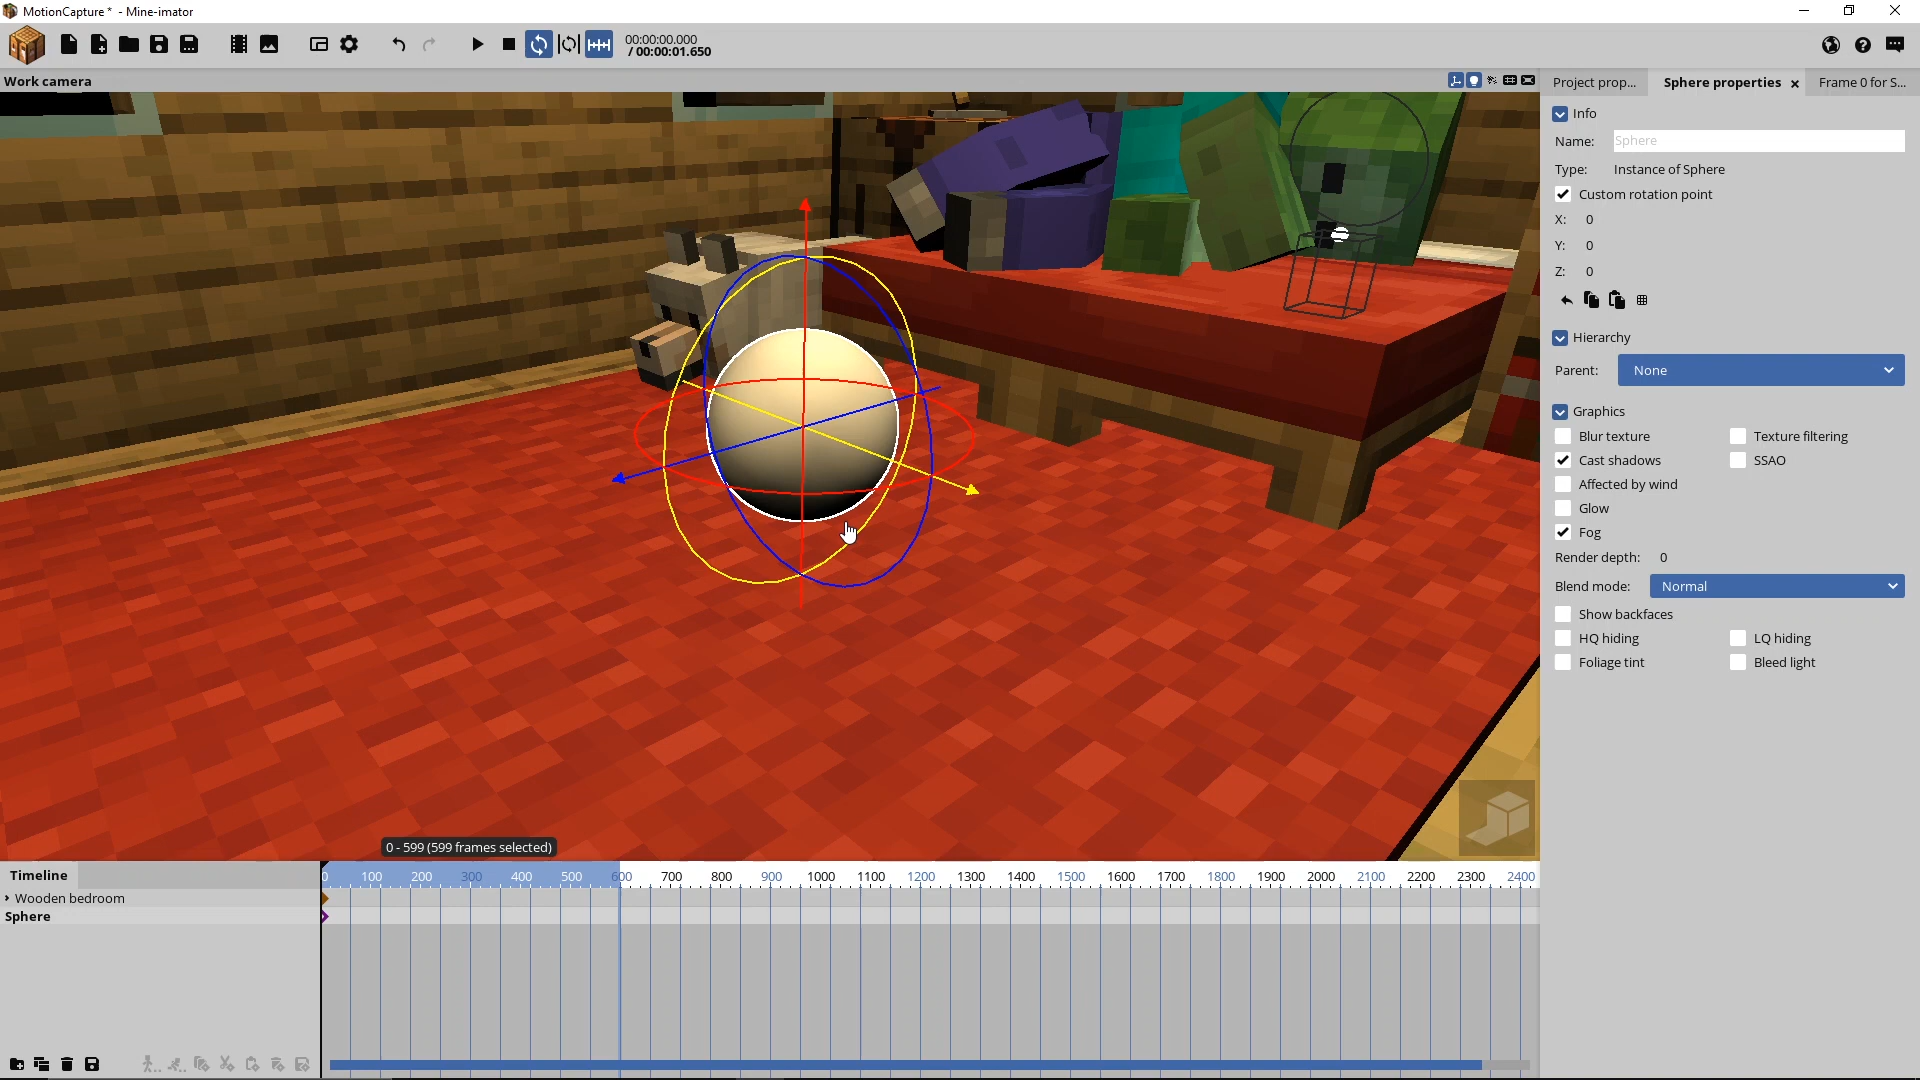 MotionCapture * - Mine-imator
00:00:00.000
/ 00:00:01.650
Work camera
Project prop...
Sphere properties
Frame 0 for S...
Info
Name: Sphere
Type: Instance of Sphere
Custom rotation point
X: 0
Y: 0
Z: 0
Hierarchy
Parent: None
Graphics
Blur texture
Texture filtering
Cast shadows
SSAO
Affected by wind
Glow
Fog
Render depth: 0
Blend mode: Normal
Show backfaces
HQ hiding
LQ hiding
Foliage tint
Bleed light
0 - 599 (599 frames selected)
Timeline
0 100 200 300 400 500 600 700 800 900 1000 1100 1200 1300 1400 1500 1600 1700 1800 1900 2000 2100 2200 2300 2400
Wooden bedroom
Sphere